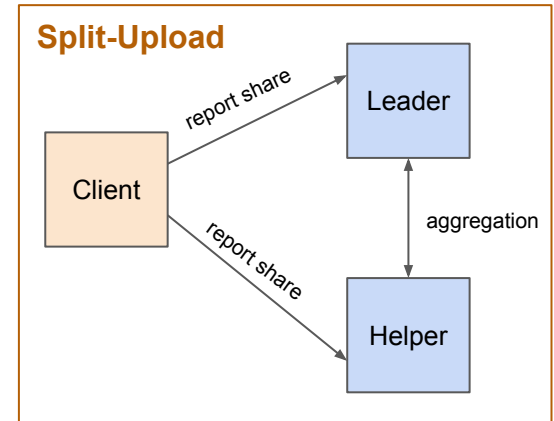 Split-Upload
report share
Leader
Client
aggregation
report share
Helper